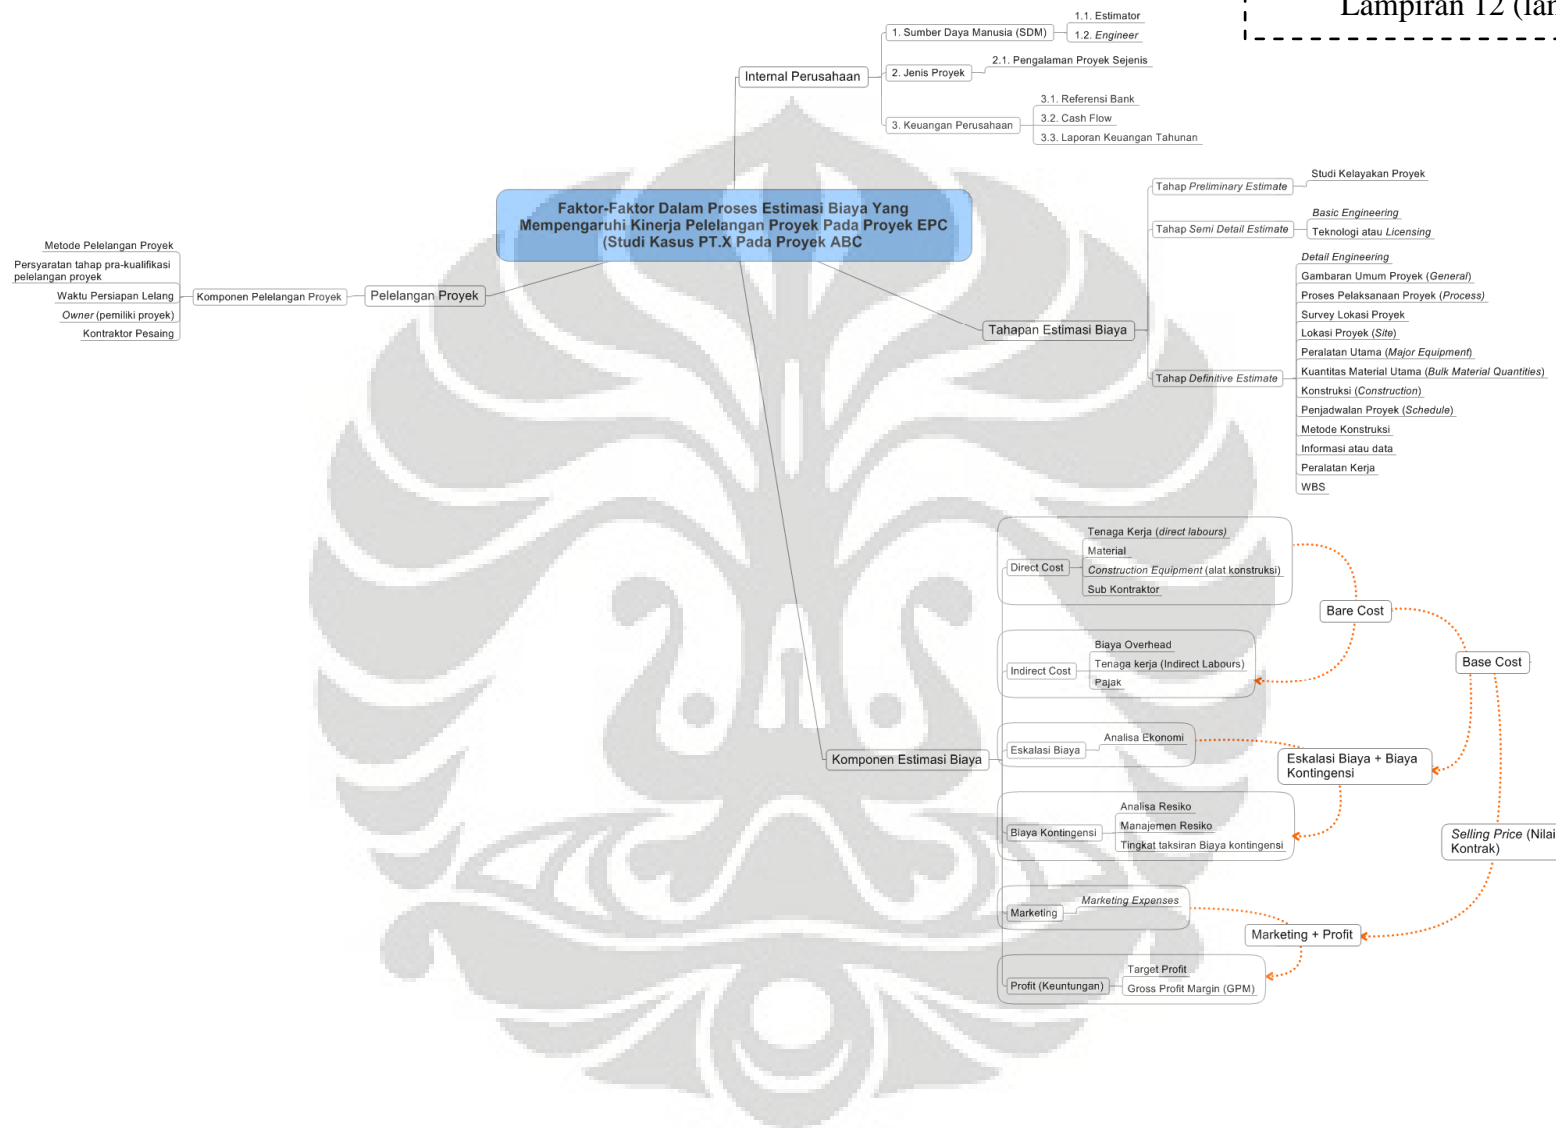 Lampiran 12 (lan
1.1. Estimator
1. Sumber Daya Manusia (SDM)
1.2. Engineer
2.1. Pengalaman Proyek Sejenis
Internal Perusahaan
2. Jenis Proyek
3.1. Referensi Bank
3.2. Cash Flow
3. Keuangan Perusahaan
3.3. Laporan Keuangan Tahunan
Faktor-Faktor Dalam Proses Estimasi Biaya Yang
Mempengaruhi Kinerja Pelelangan Proyek Pada Proyek EPC
(Studi Kasus PT.X Pada Proyek ABC
Metode Pelelangan Proyek
Persyaratan tahap pra-kualifikasi
pelelangan proyek
Waktu Persiapan Lelang
Owner (pemiliki proyek)
Kontraktor Pesaing
Komponen Pelelangan Proyek
Pelelangan Proyek
Tahapan Estimasi Biaya
Tahap Preliminary Estimate
Studi Kelayakan Proyek
Tahap Semi Detail Estimate
Basic Engineering
Teknologi atau Licensing
Tahap Definitive Estimate
Detail Engineering
Gambaran Umum Proyek (General)
Proses Pelaksanaan Proyek (Process)
Survey Lokasi Proyek
Lokasi Proyek (Site)
Peralatan Utama (Major Equipment)
Kuantitas Material Utama (Bulk Material Quantities)
Konstruksi (Construction)
Penjadwalan Proyek (Schedule)
Metode Konstruksi
Informasi atau data
Peralatan Kerja
WBS
Komponen Estimasi Biaya
Direct Cost
Tenaga Kerja (direct labours)
Material
Construction Equipment (alat konstruksi)
Sub Kontraktor
Indirect Cost
Biaya Overhead
Tenaga kerja (Indirect Labours)
Pajak
Eskalasi Biaya
Analisa Ekonomi
Biaya Kontingensi
Analisa Resiko
Manajemen Resiko
Tingkat taksiran Biaya kontingensi
Marketing
Marketing Expenses
Profit (Keuntungan)
Target Profit
Gross Profit Margin (GPM)
Bare Cost
Base Cost
Eskalasi Biaya + Biaya
Kontingensi
Selling Price (Nilai
Kontrak)
Marketing + Profit